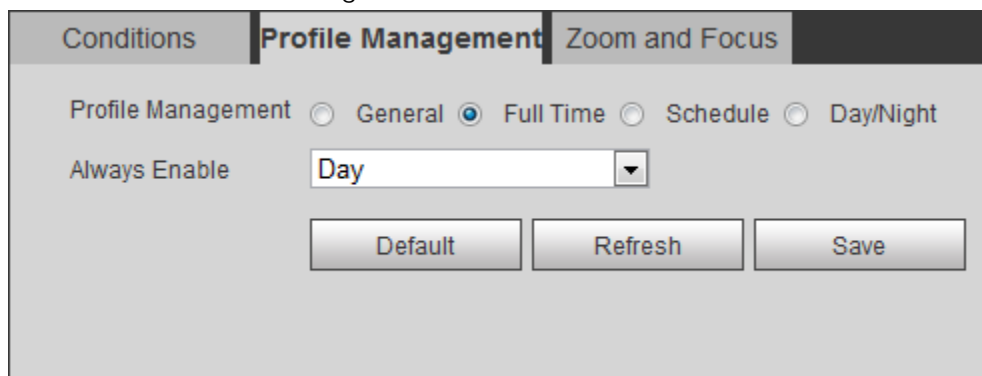 Conditions Profile Management Zoom and Focus
Profile Management General Full Time Schedule Day/Night
Always Enable Day
Default Refresh Save